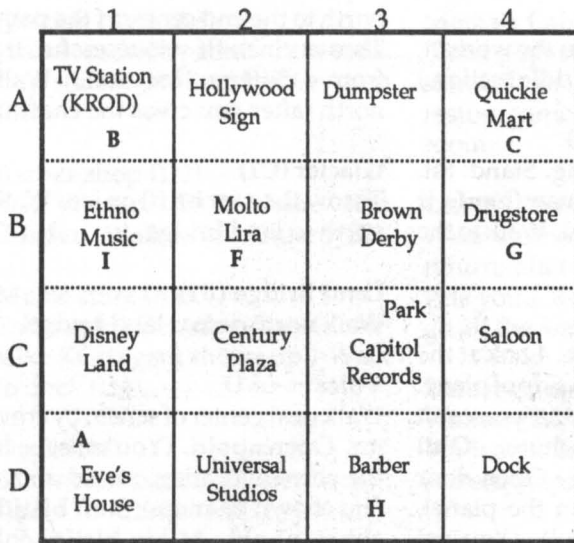 1 2 3 4
A TV Station Hollywood Dumpster Quickie
(KROD) Sign Mart
B C
B Ethno Molto Brown Drugstore
Music Lira Derby
I F G
C Disney Century Park Saloon
Land Plaza Capitol
Records
D A
Eve's Universal Barber Dock
House Studios H